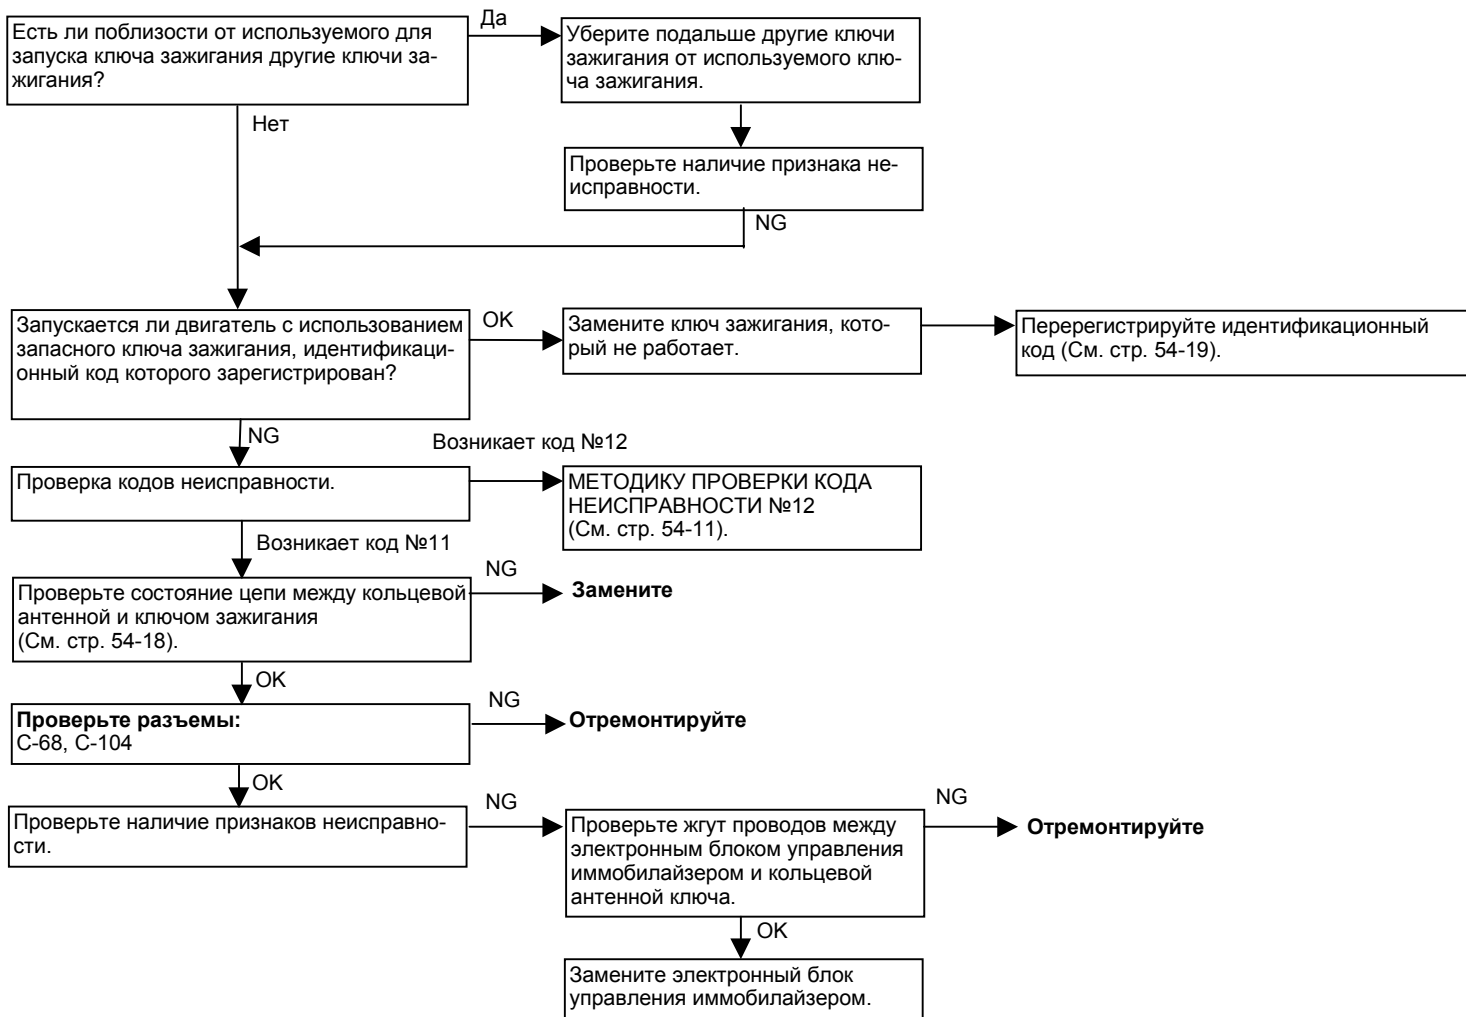 Есть ли поблизости от используемого для
запуска ключа зажигания другие ключи за-
жигания?
Да
Уберите подальше другие ключи
зажигания от используемого клю-
ча зажигания.
Нет
Проверьте наличие признака не-
исправности.
NG
Запускается ли двигатель с использованием
запасного ключа зажигания, идентификаци-
онный код которого зарегистрирован?
OK
Замените ключ зажигания, кото-
рый не работает.
Перерегистрируйте идентификационный
код (См. стр. 54-19).
NG
Возникает код №12
Проверка кодов неисправности.
МЕТОДИКУ ПРОВЕРКИ КОДА
НЕИСПРАВНОСТИ №12
(См. стр. 54-11).
Возникает код №11
Проверьте состояние цепи между кольцевой
антенной и ключом зажигания
(См. стр. 54-18).
NG
Замените
OK
Проверьте разъемы:
C-68, C-104
NG
Отремонтируйте
OK
Проверьте наличие признаков неисправно-
сти.
NG
Проверьте жгут проводов между
электронным блоком управления
иммобилайзером и кольцевой
антенной ключа.
NG
Отремонтируйте
OK
Замените электронный блок
управления иммобилайзером.